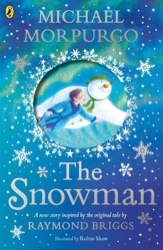 MICHAEL
MORPURGO
The
Snowman
A new story inspired by the original tale by
RAYMOND BRIGGS
Illustrated by Robin Shaw